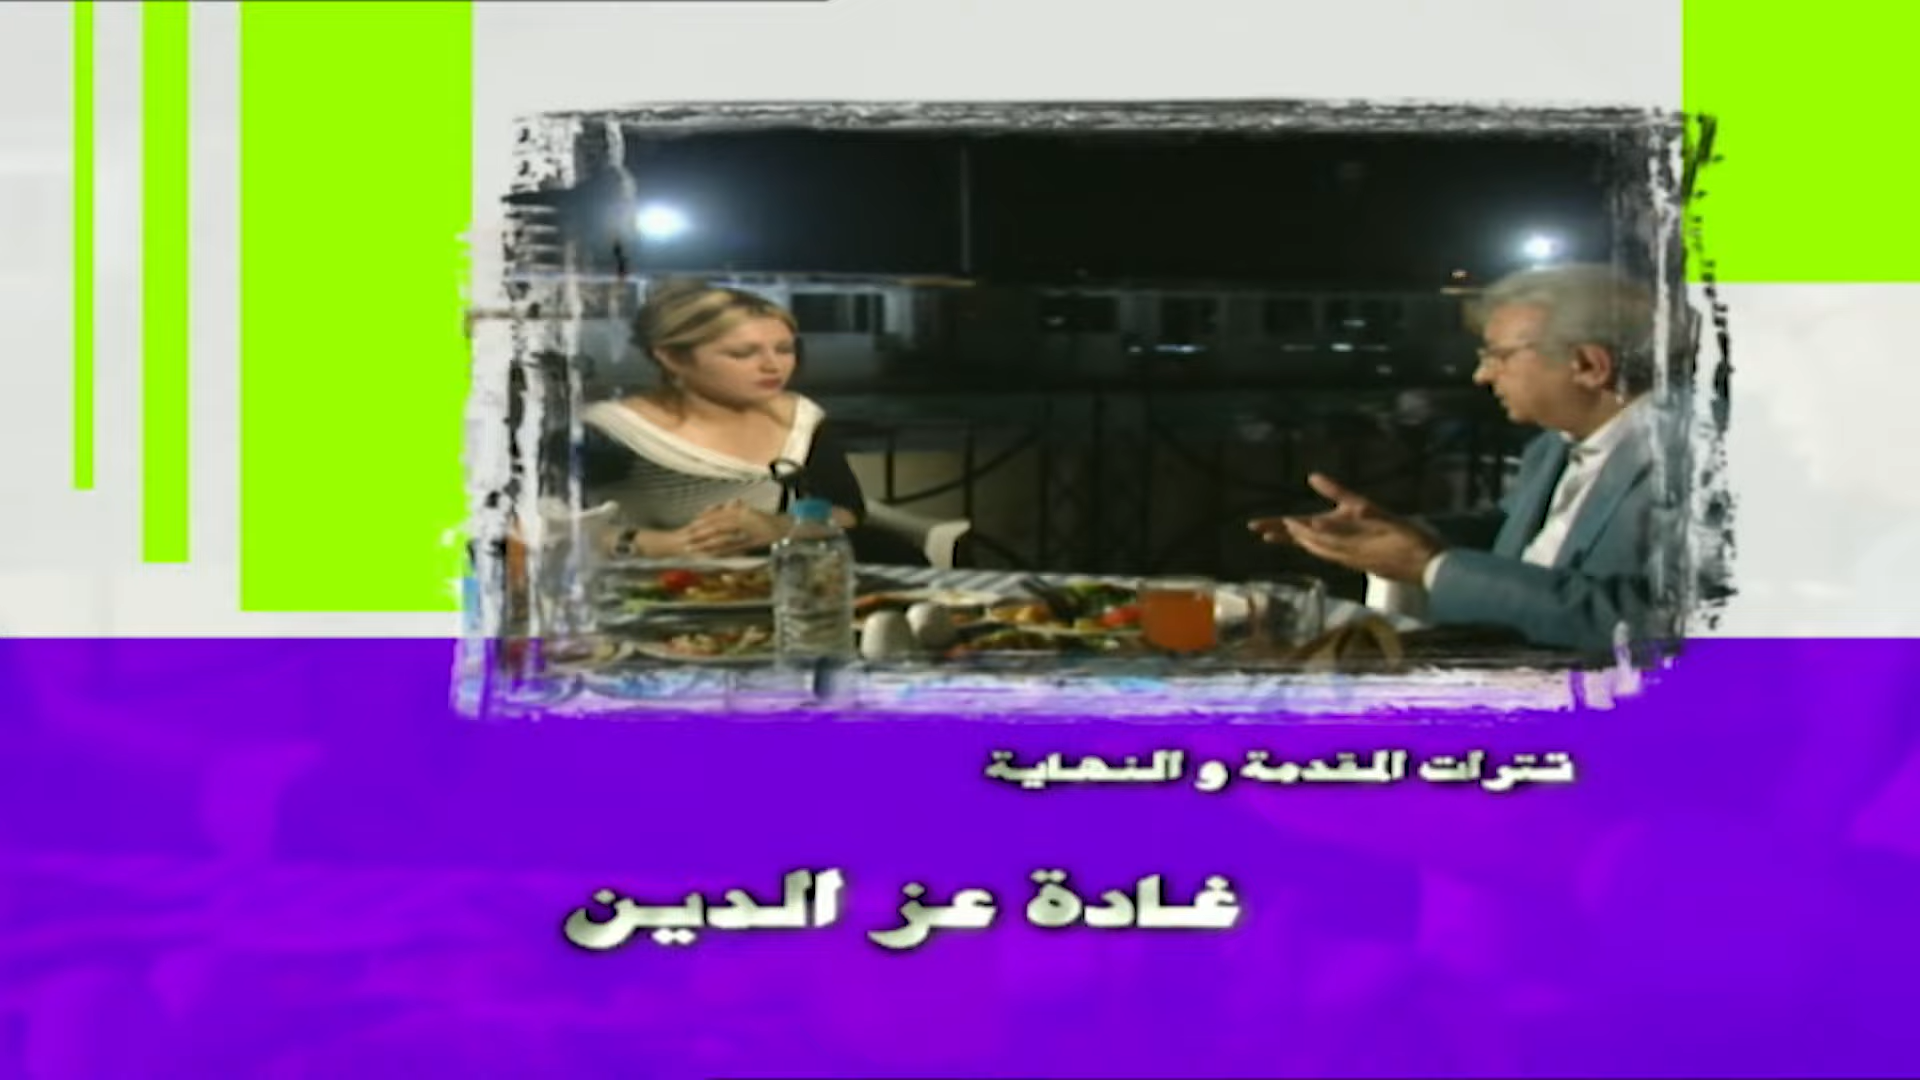 تترات المقدمة و النهاية
غادة عز الدين